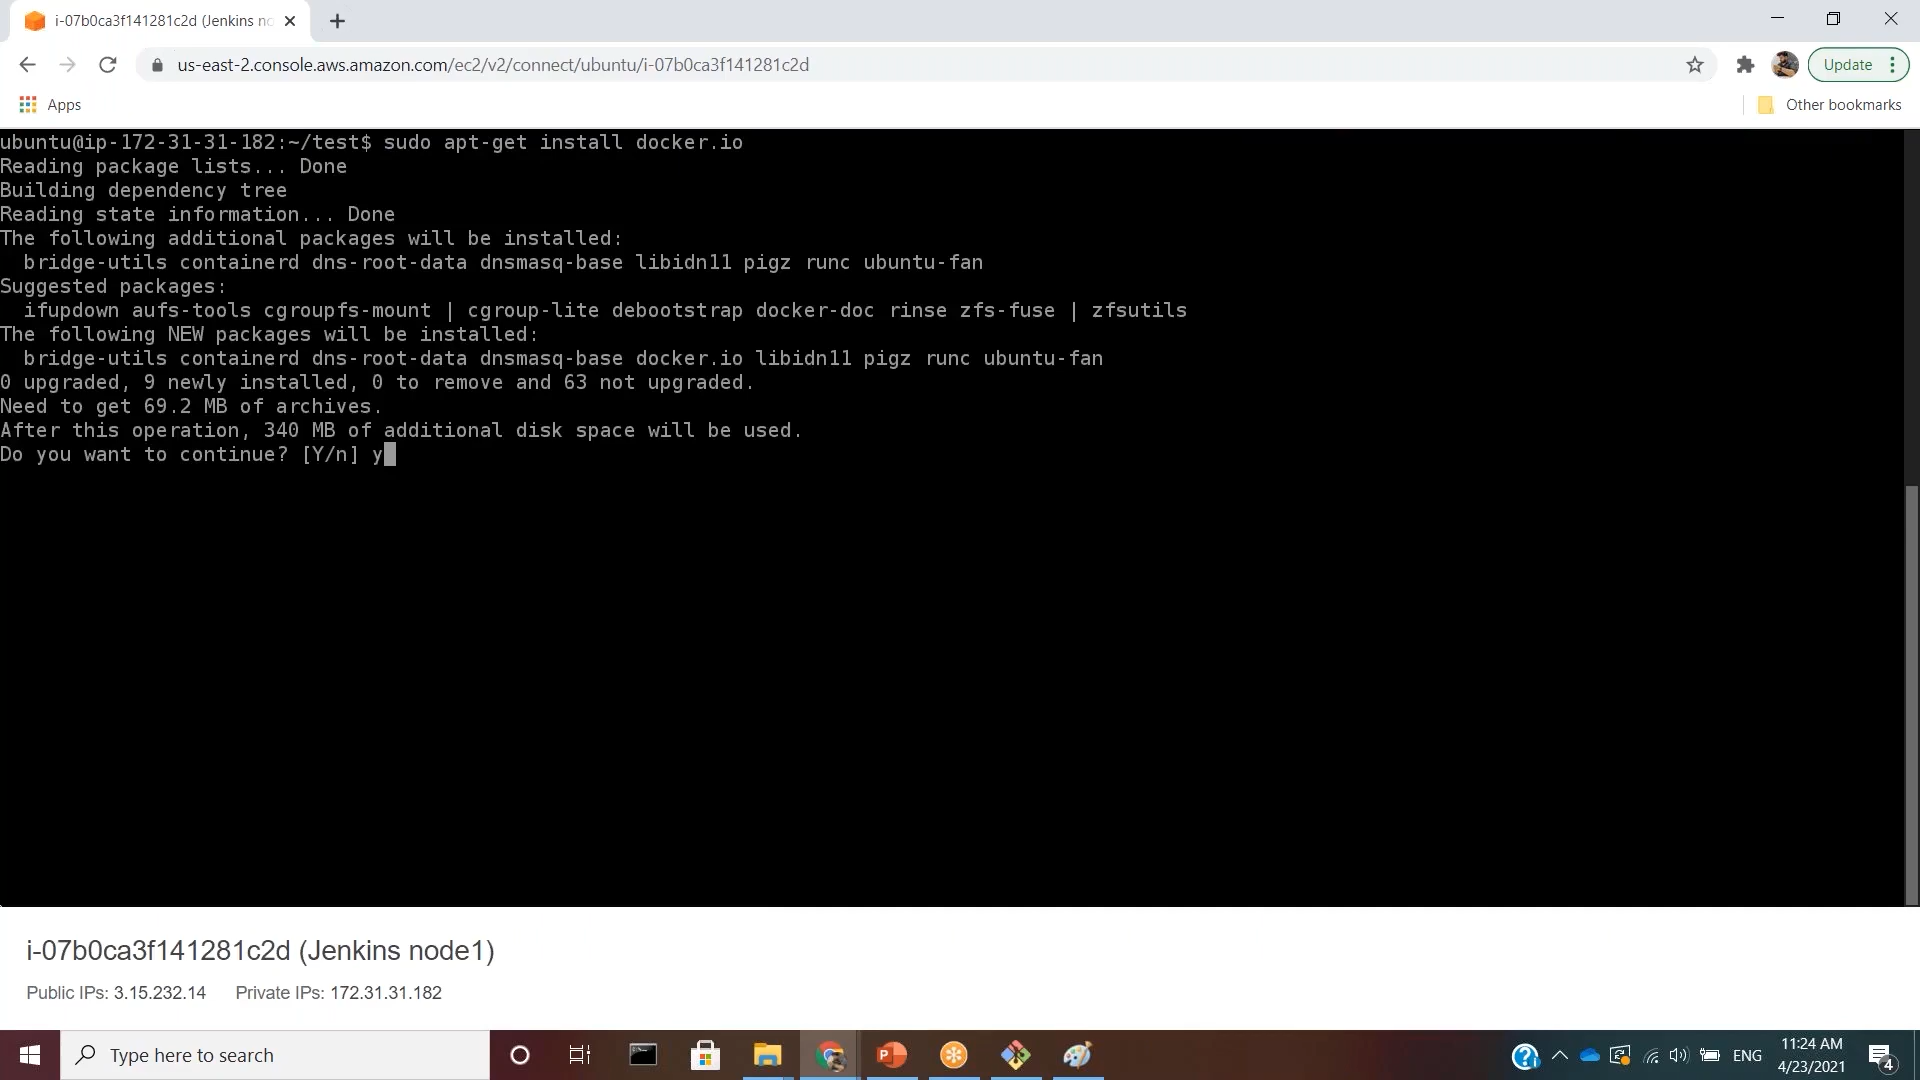 i-07b0ca3f141281c2d (Jenkins no
us-east-2.console.aws.amazon.com/ec2/v2/connect/ubuntu/i-07b0ca3f141281c2d
Update
Apps
Other bookmarks
ubuntu@ip-172-31-31-182:~/test$ sudo apt-get install docker.io
Reading package lists... Done
Building dependency tree
Reading state information... Done
The following additional packages will be installed:
bridge-utils containerd dns-root-data dnsmasq-base libidn11 pigz runc ubuntu-fan
Suggested packages:
ifupdown aufs-tools cgroupfs-mount | cgroup-lite debootstrap docker-doc rinse zfs-fuse | zfsutils
The following NEW packages will be installed:
bridge-utils containerd dns-root-data dnsmasq-base docker.io libidn11 pigz runc ubuntu-fan
0 upgraded, 9 newly installed, 0 to remove and 63 not upgraded.
Need to get 69.2 MB of archives.
After this operation, 340 MB of additional disk space will be used.
Do you want to continue? [Y/n] y
i-07b0ca3f141281c2d (Jenkins node1)
Public IPs: 3.15.232.14 Private IPs: 172.31.31.182
Type here to search
ENG
11:24 AM
4/23/2021
4